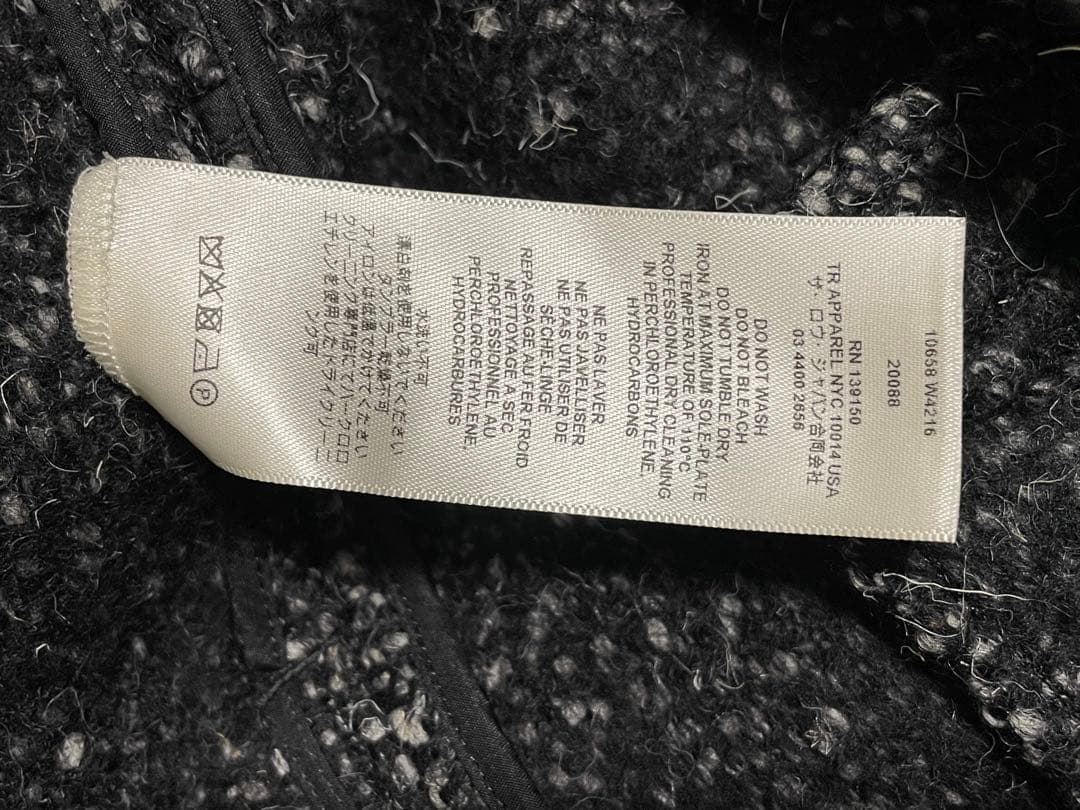 10658 W4216
20088
RN 139150
TR APPAREL NYC 10014 USA
ザ・ロウ ジャパン合同会社
03 4400 2656
DO NOT WASH
DO NOT BLEACH
DO NOT TUMBLE DRY
IRON AT MAXIMUM SOLE-PLATE
TEMPERATURE OF 110°C
PROFESSIONAL DRY CLEANING
IN PERCHLOROETHYLENE,
HYDROCARBONS
NE PAS LAVER
NE PAS JAVELLISER
NE PAS UTILISER DE
SECHE-LINGE
REPASSAGE AU FER FROID
NETTOYAGE A SEC
PROFESSIONNEL AU
PERCHLOROETHYLENE,
HYDROCARBURES
水洗い不可
漂白剤を使用しないでください
タンブラー乾燥不可
アイロンは低温でかけてください
クリーニング専門店にてパークロロ
エチレンを使用したドライクリーニ
ング可
P